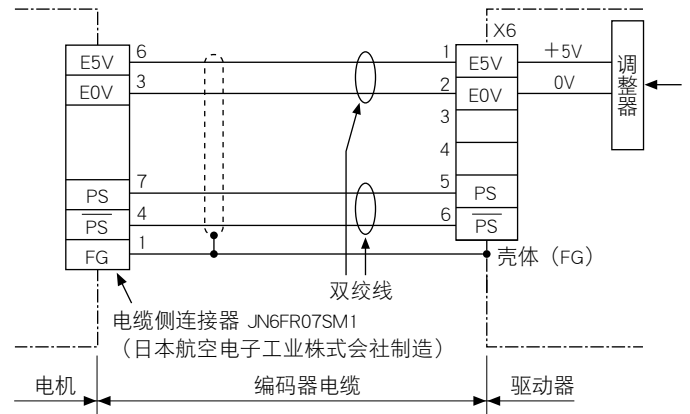 X6
E5V 6 1 E5V ＋5V
E0V 3 2 E0V 0V
调整器
3
4
PS 7 5 PS
PS 4 6 PS
FG 1 壳体（FG）
双绞线
电缆侧连接器 JN6FR07SM1
（日本航空电子工业株式会社制造）
电机 编码器电缆 驱动器